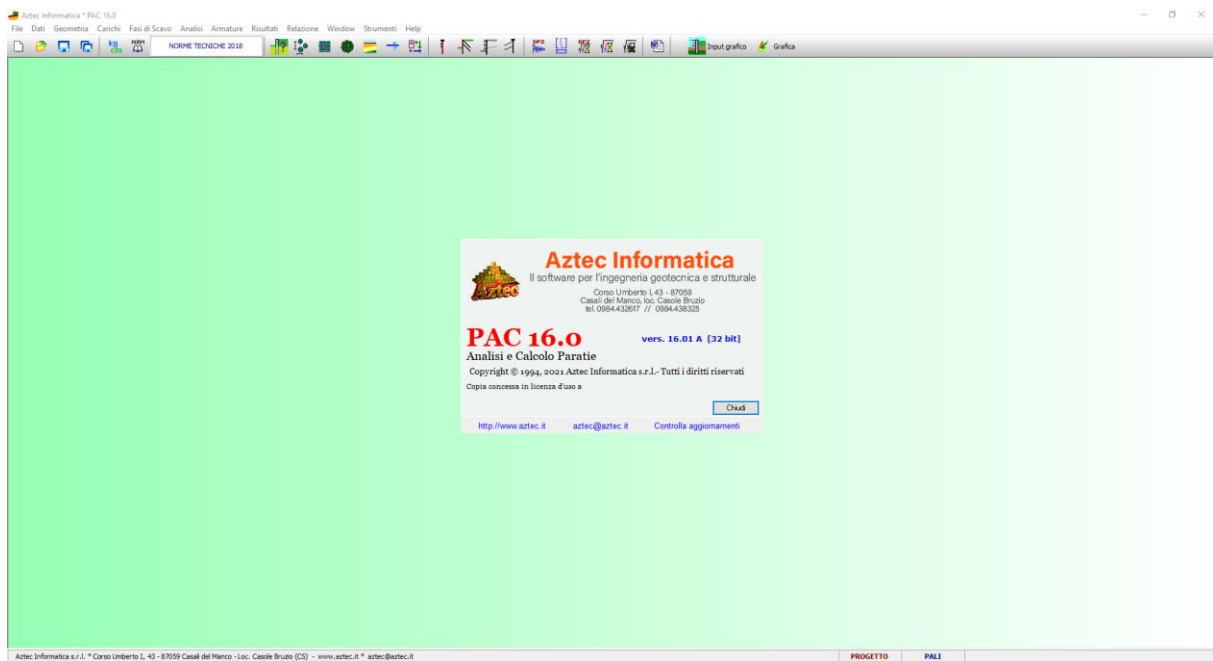 Aztec Informatica * PAC 16.0
File Dati Geometria Carichi Fasi di Scavo Analisi Armature Risultati Relazione Window Strumenti Help
kg cm NORM NORME TECNICHE 2018 Input grafico Grafica
Aztec
Aztec Informatica
Il software per l'ingegneria geotecnica e strutturale
Corso Umberto I, 43 - 87059
Casali del Manco, loc. Casole Bruzio
tel. 0984.432617 // 0984.438325
PAC 16.0 vers. 16.01 A [32 bit]
Analisi e Calcolo Paratie
Copyright © 1994, 2021 Aztec Informatica s.r.l.- Tutti i diritti riservati
Copia concessa in licenza d'uso a
Chiudi
http://www.aztec.it aztec@aztec.it Controlla aggiornamenti
Aztec Informatica s.r.l. * Corso Umberto I, 43 - 87059 Casali del Manco - Loc. Casole Bruzio (CS) - www.aztec.it * aztec@aztec.it PROGETTO PALI